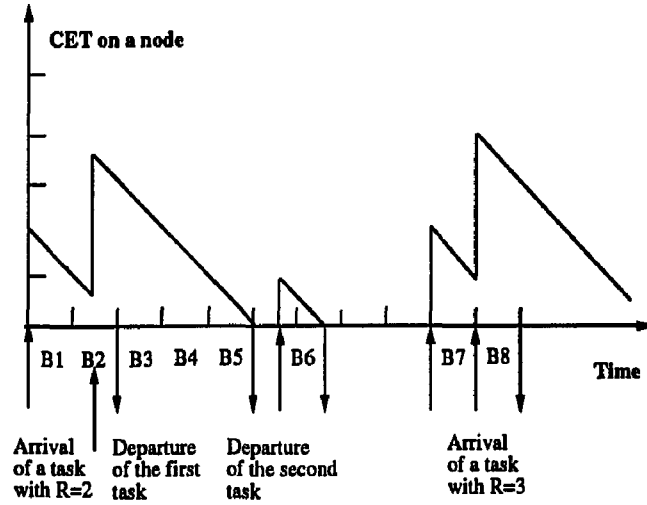 CET on a node
B1 B2 B3 B4 B5 B6 B7 B8
Time
Arrival
of a task
with R=2
Departure
of the first
task
Departure
of the second
task
Arrival
of a task
with R=3